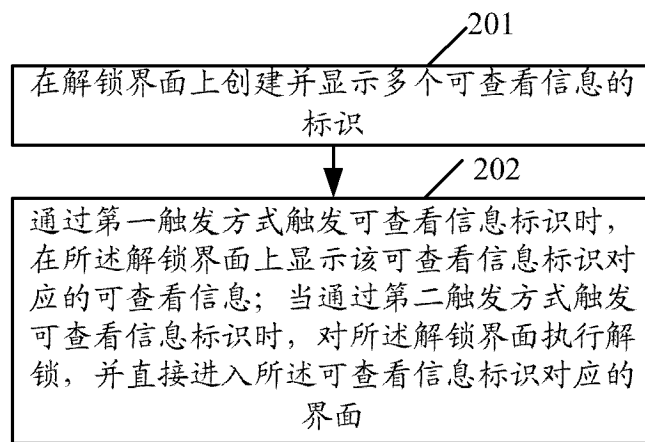 201
在解锁界面上创建并显示多个可查看信息的
标识
202
通过第一触发方式触发可查看信息标识时，
在所述解锁界面上显示该可查看信息标识对
应的可查看信息；当通过第二触发方式触发
可查看信息标识时，对所述解锁界面执行解
锁，并直接进入所述可查看信息标识对应的
界面